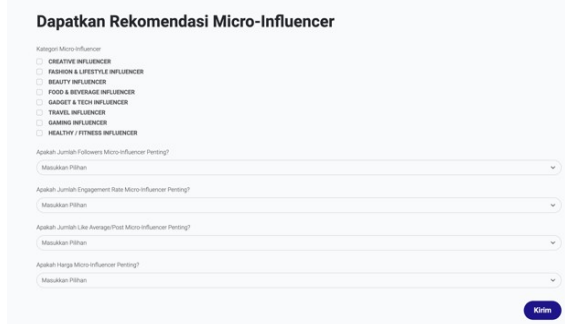 Dapatkan Rekomendasi Micro-Influencer
Kategori Micro-Influencer
CREATIVE INFLUENCER
FASHION & LIFESTYLE INFLUENCER
BEAUTY INFLUENCER
FOOD & BEVERAGE INFLUENCER
GADGET & TECH INFLUENCER
TRAVEL INFLUENCER
GAMING INFLUENCER
HEALTHY / FITNESS INFLUENCER
Apakah Jumlah Followers Micro-Influencer Penting?
Masukkan Pilihan
Apakah Jumlah Engagement Rate Micro-Influencer Penting?
Masukkan Pilihan
Apakah Jumlah Like Average/Post Micro-Influencer Penting?
Masukkan Pilihan
Apakah Harga Micro-Influencer Penting?
Masukkan Pilihan
Kirim